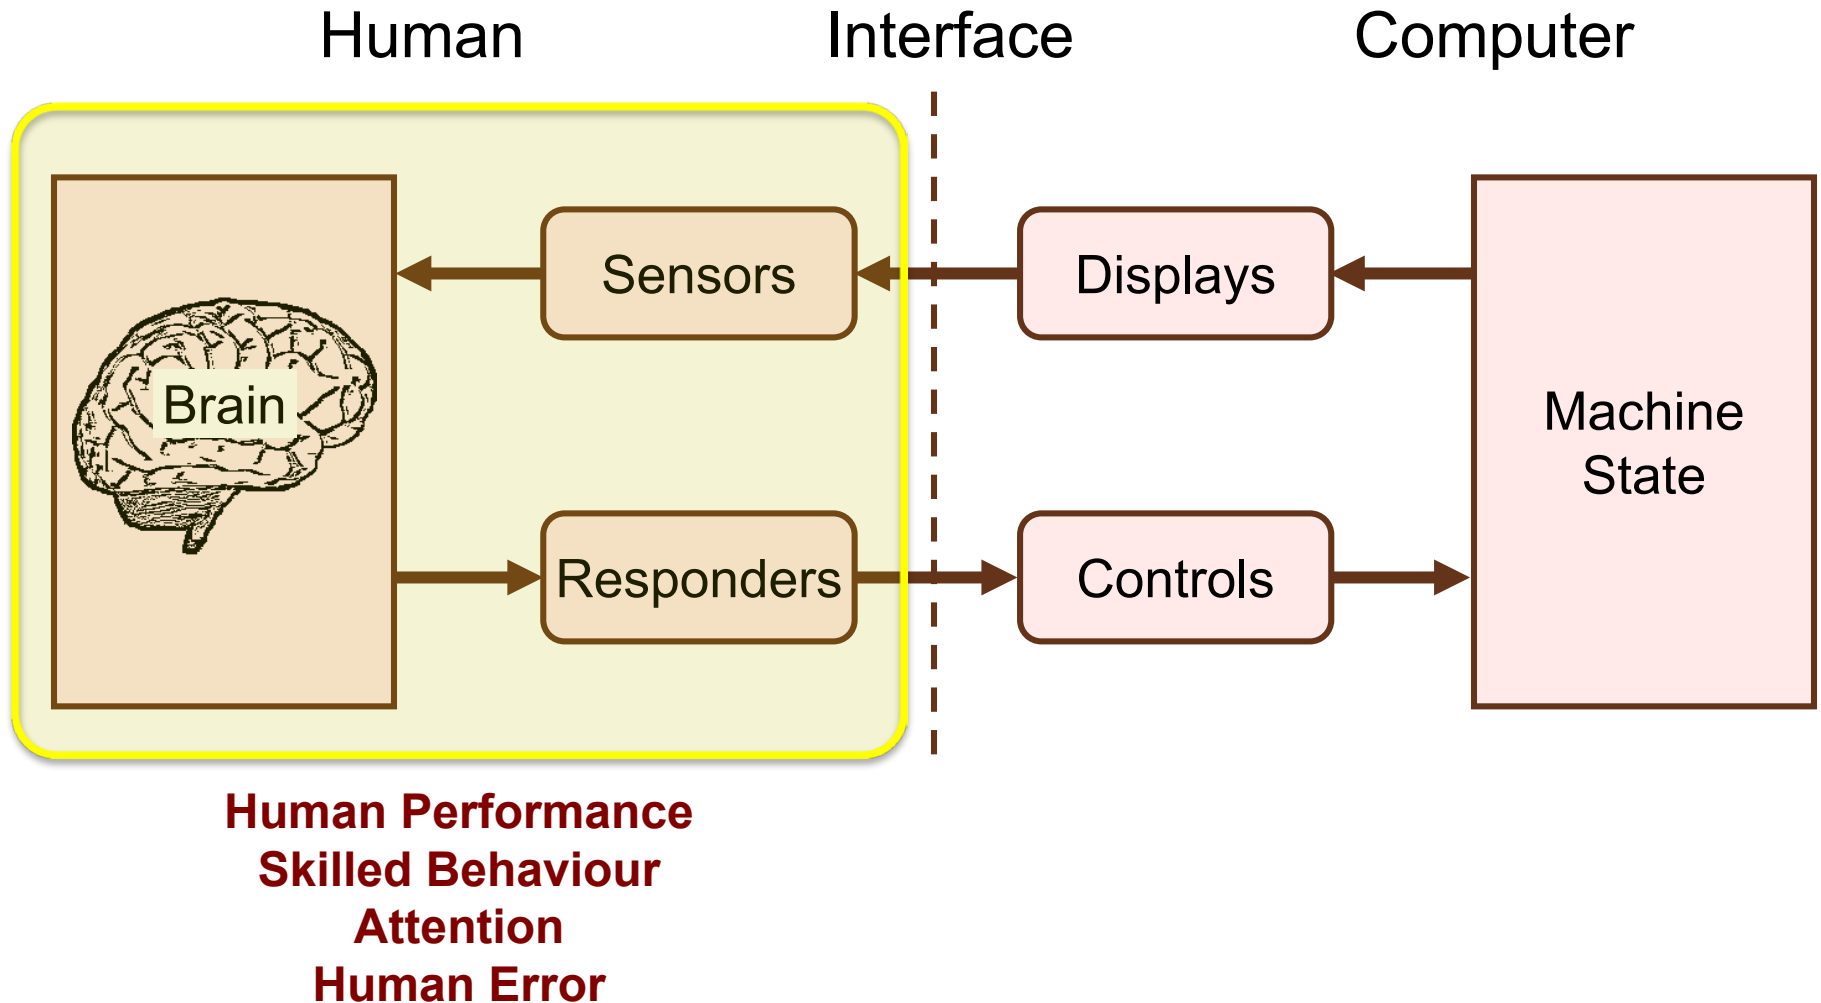 Human
Interface
Computer
Sensors
Displays
Brain
Machine
State
Responders
Controls
Human Performance
Skilled Behaviour
Attention
Human Error